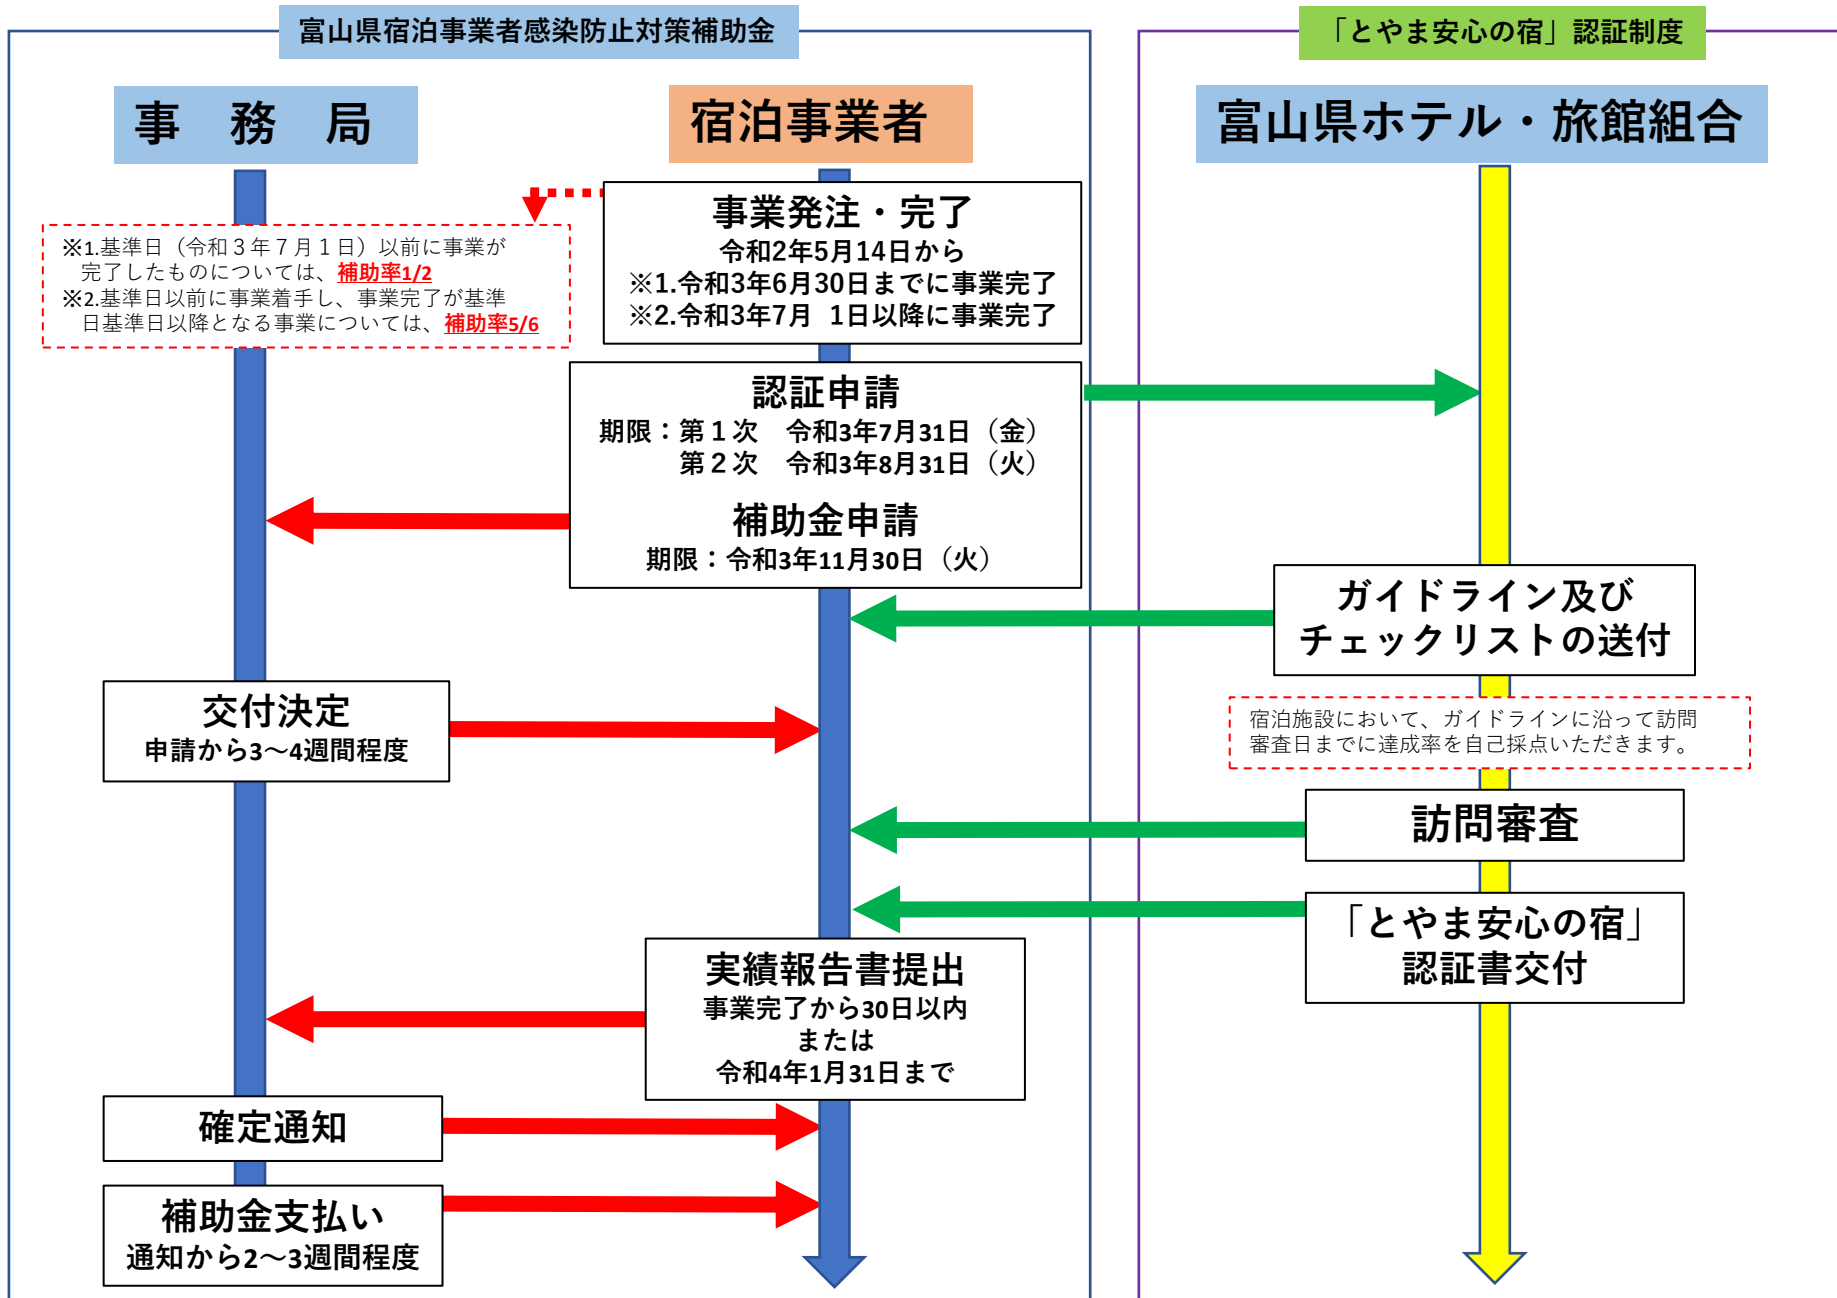 富山県宿泊事業者感染防止対策補助金
「とやま安心の宿」認証制度
事　務　局
宿泊事業者
富山県ホテル・旅館組合
事業発注・完了
令和2年5月14日から
※1.令和3年6月30日までに事業完了
※2.令和3年7月 1日以降に事業完了
※1.基準日（令和３年７月１日）以前に事業が
完了したものについては、補助率1/2
※2.基準日以前に事業着手し、事業完了が基準
日基準日以降となる事業については、補助率5/6
認証申請
期限：第１次　令和3年7月31日（金）
第２次　令和3年8月31日（火）
補助金申請
期限：令和3年11月30日（火）
ガイドライン及び
チェックリストの送付
交付決定
申請から3～4週間程度
宿泊施設において、ガイドラインに沿って訪問
審査日までに達成率を自己採点いただきます。
訪問審査
「とやま安心の宿」
認証書交付
実績報告書提出
事業完了から30日以内
または
令和4年1月31日まで
確定通知
補助金支払い
通知から2～3週間程度